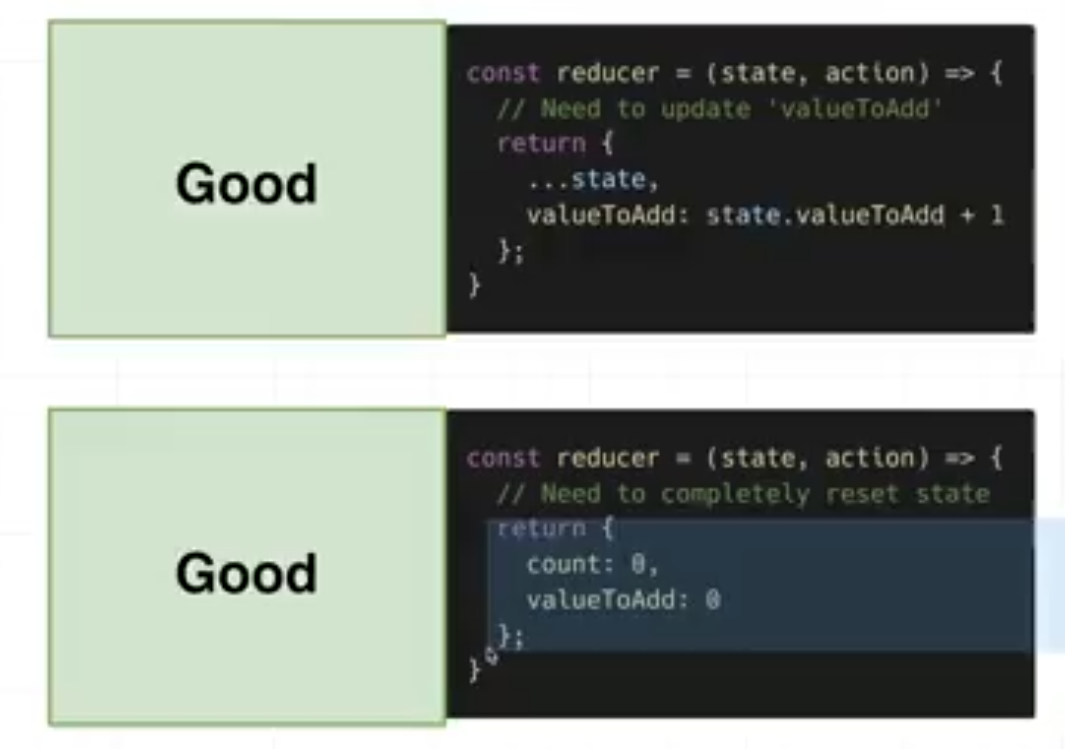 Good
const reducer = (state, action) => {
  // Need to update 'valueToAdd'
  return {
    ...state,
    valueToAdd: state.valueToAdd + 1
  };
}
Good
const reducer = (state, action) => {
  // Need to completely reset state
  return {
    count: 0,
    valueToAdd: 0
  };
}